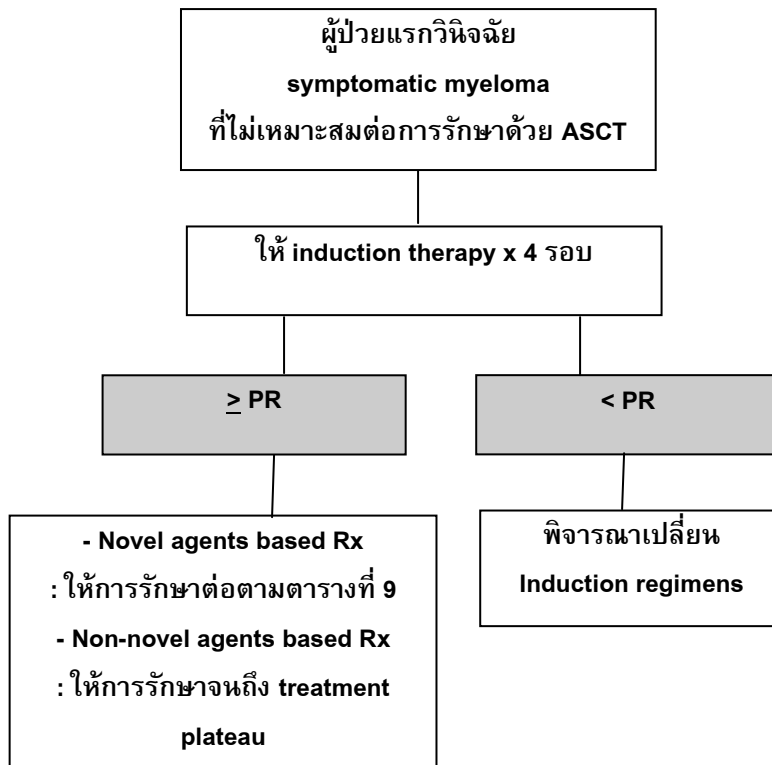 ผู้ป่วยแรกวินิจฉัย
symptomatic myeloma
ที่ไม่เหมาะสมต่อการรักษาด้วย ASCT
ให้ induction therapy x 4 รอบ
≥ PR
< PR
- Novel agents based Rx
: ให้การรักษาต่อตามตารางที่ 9
- Non-novel agents based Rx
: ให้การรักษาจนถึง treatment
plateau
พิจารณาเปลี่ยน
Induction regimens